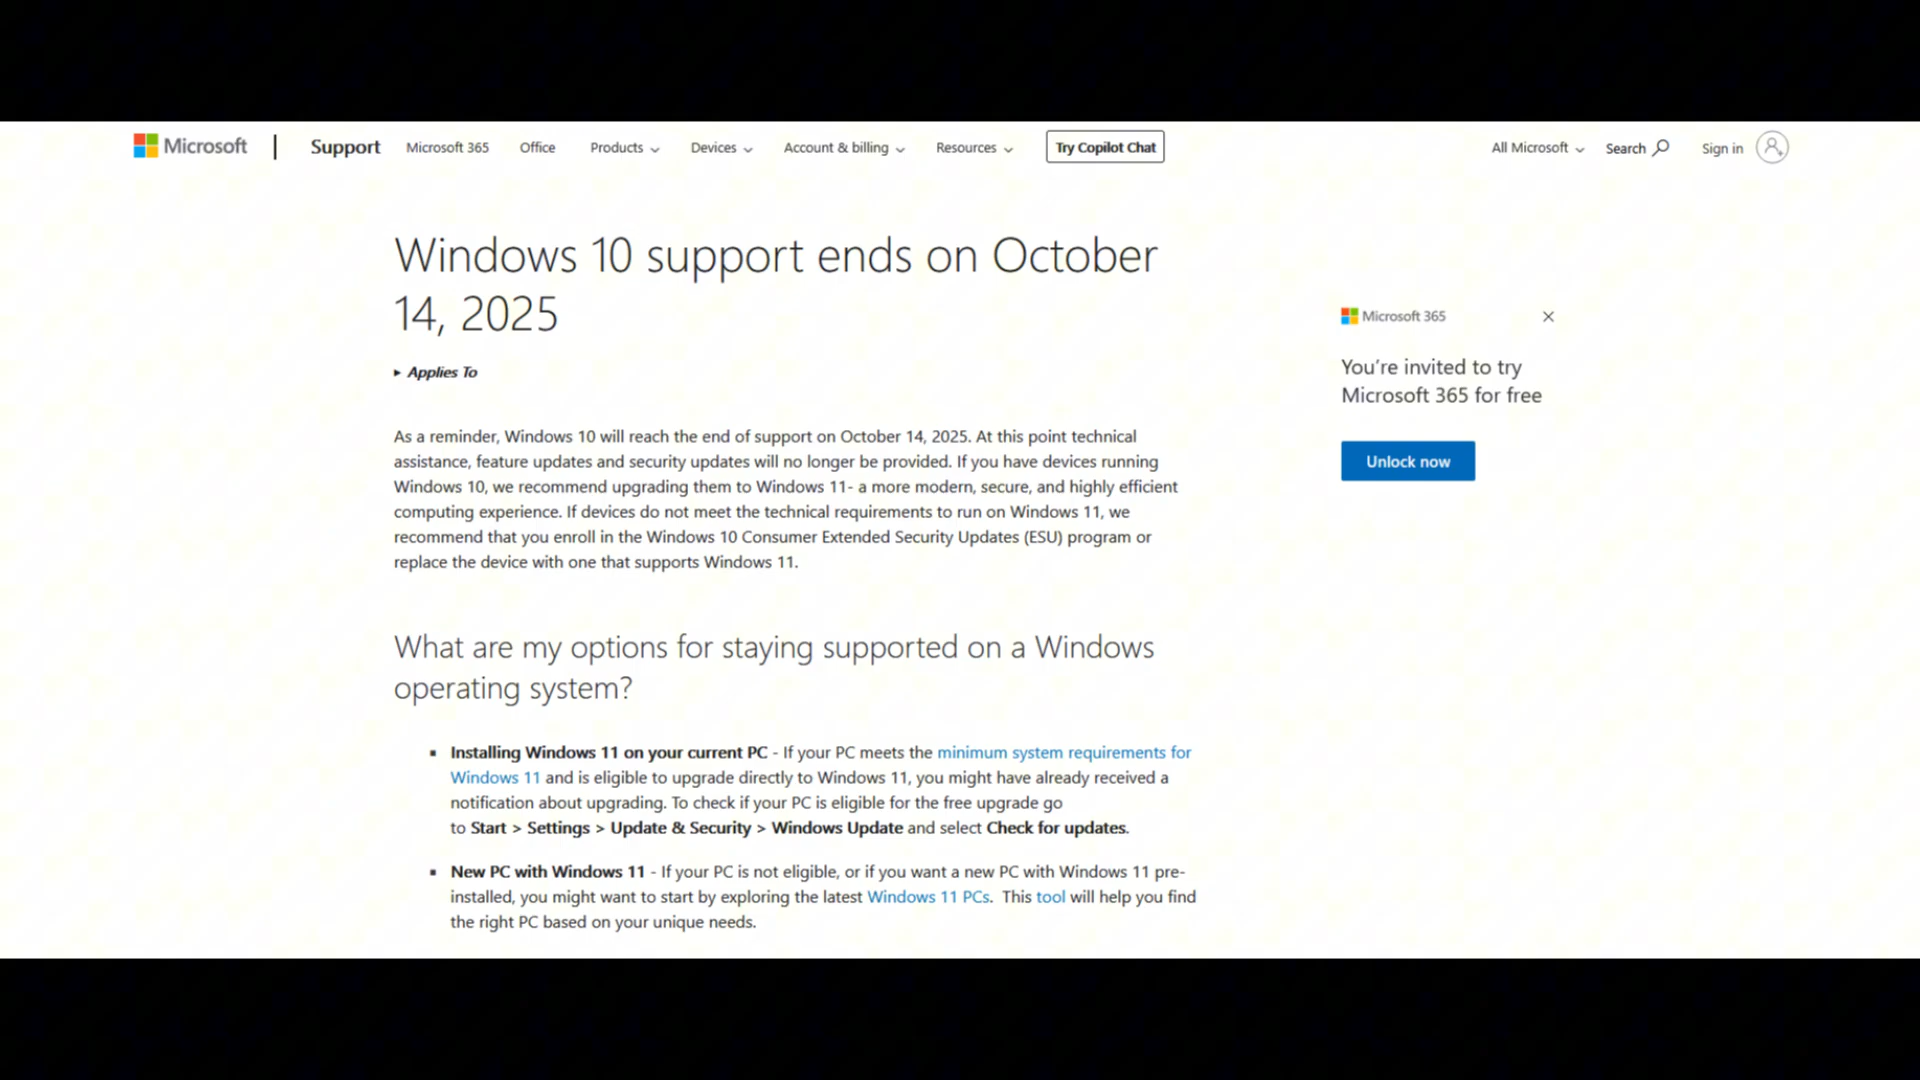 Microsoft | Support Microsoft 365 Office Products Devices Account & billing Resources Try Copilot Chat All Microsoft Search Sign in
Windows 10 support ends on October
14, 2025
Applies To
As a reminder, Windows 10 will reach the end of support on October 14, 2025. At this point technical
assistance, feature updates and security updates will no longer be provided. If you have devices running
Windows 10, we recommend upgrading them to Windows 11- a more modern, secure, and highly efficient
computing experience. If devices do not meet the technical requirements to run on Windows 11, we
recommend that you enroll in the Windows 10 Consumer Extended Security Updates (ESU) program or
replace the device with one that supports Windows 11.
What are my options for staying supported on a Windows
operating system?
Installing Windows 11 on your current PC - If your PC meets the minimum system requirements for
Windows 11 and is eligible to upgrade directly to Windows 11, you might have already received a
notification about upgrading. To check if your PC is eligible for the free upgrade go
to Start > Settings > Update & Security > Windows Update and select Check for updates.
New PC with Windows 11 - If your PC is not eligible, or if you want a new PC with Windows 11 pre-
installed, you might want to start by exploring the latest Windows 11 PCs. This tool will help you find
the right PC based on your unique needs.
Microsoft 365
You're invited to try
Microsoft 365 for free
Unlock now